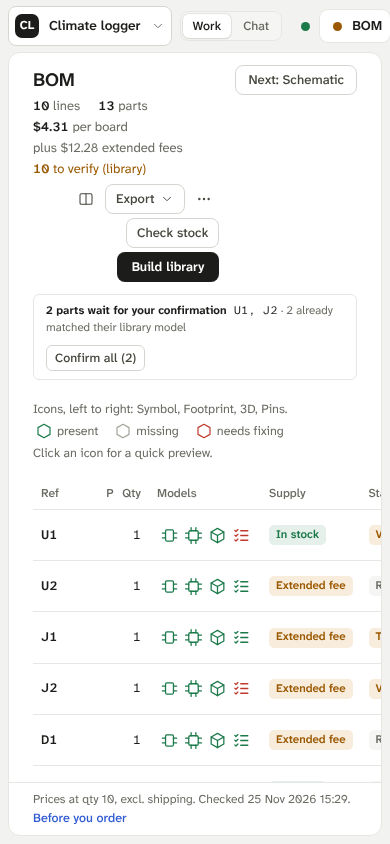 CL Climate logger Work Chat BOM
BOM Next: Schematic
10 lines 13 parts
$4.31 per board
plus $12.28 extended fees
10 to verify (library)
Export ...
Check stock
Build library
2 parts wait for your confirmation U1, J2 · 2 already
matched their library model
Confirm all (2)
Icons, left to right: Symbol, Footprint, 3D, Pins.
present missing needs fixing
Click an icon for a quick preview.
Ref P Qty Models Supply
U1 1 In stock
U2 1 Extended fee
J1 1 Extended fee
J2 1 Extended fee
D1 1 Extended fee
Prices at qty 10, excl. shipping. Checked 25 Nov 2026 15:29.
Before you order